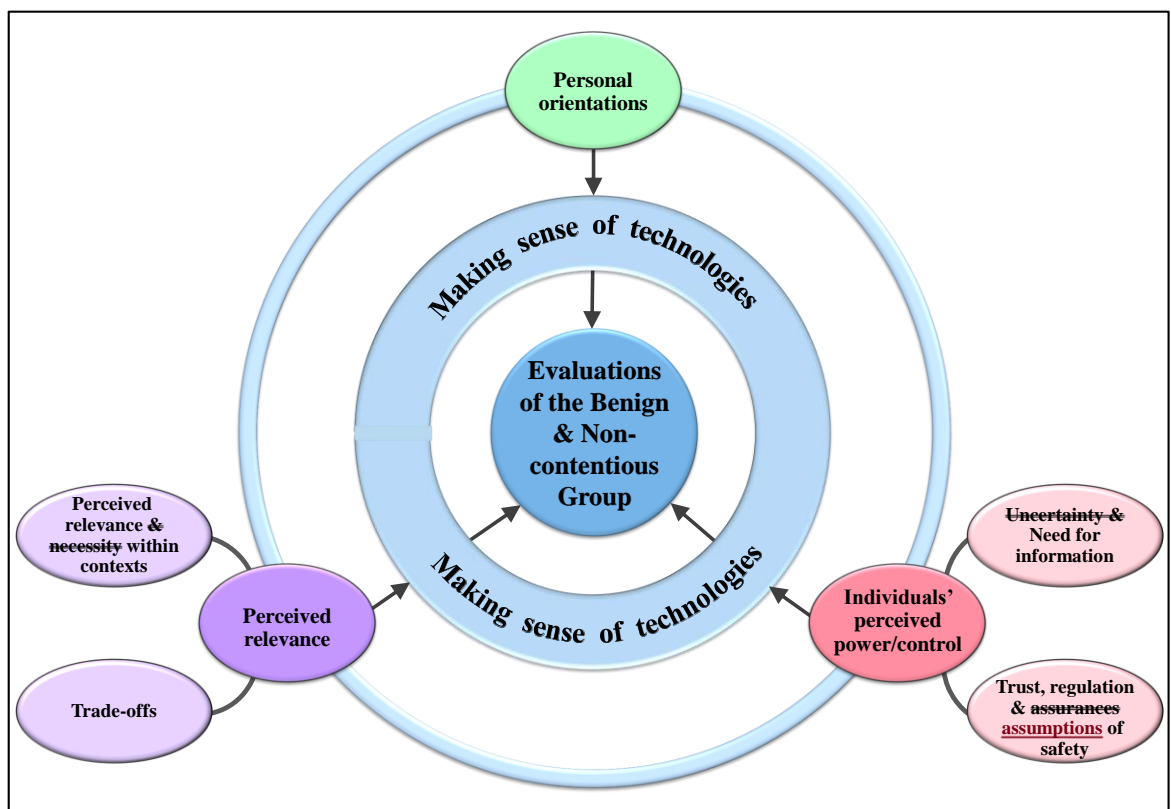 Personal
orientations
Making sense of technologies
Evaluations
of the Benign
& Non-
contentious
Group
Making sense of technologies
Perceived
relevance &
necessity within
contexts
Perceived
relevance
Trade-offs
Uncertainty &
Need for
information
Individuals’
perceived
power/control
Trust, regulation
& assurances
assumptions of
safety